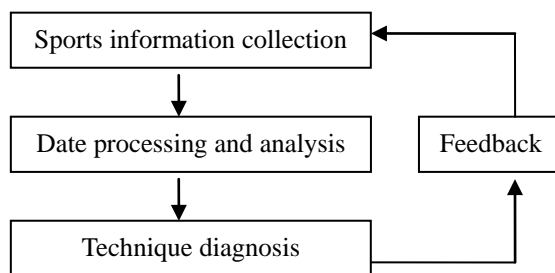 Sports information collection
Date processing and analysis
Feedback
Technique diagnosis